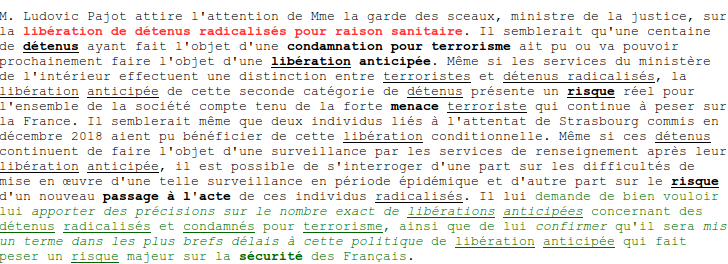 M. Ludovic Pajot attire l'attention de Mme la garde des sceaux, ministre de la justice, sur
la libération de détenus radicalisés pour raison sanitaire. Il semblerait qu'une centaine
de détenus ayant fait l'objet d'une condamnation pour terrorisme ait pu ou va pouvoir
prochainement faire l'objet d'une libération anticipée. Même si les services du ministère
de l'intérieur effectuent une distinction entre terroristes et détenus radicalisés, la
libération anticipée de cette seconde catégorie de détenus présente un risque réel pour
l'ensemble de la société compte tenu de la forte menace terroriste qui continue à peser sur
la France. Il semblerait même que deux individus liés à l'attentat de Strasbourg commis en
décembre 2018 aient pu bénéficier de cette libération conditionnelle. Même si ces détenus
continuent de faire l'objet d'une surveillance par les services de renseignement après leur
libération anticipée, il est possible de s'interroger d'une part sur les difficultés de
mise en œuvre d'une telle surveillance en période épidémique et d'autre part sur le risque
d'un nouveau passage à l'acte de ces individus radicalisés. Il lui demande de bien vouloir
lui apporter des précisions sur le nombre exact de libérations anticipées concernant des
détenus radicalisés et condamnés pour terrorisme, ainsi que de lui confirmer qu'il sera mis
un terme dans les plus brefs délais à cette politique de libération anticipée qui fait
peser un risque majeur sur la sécurité des Français.